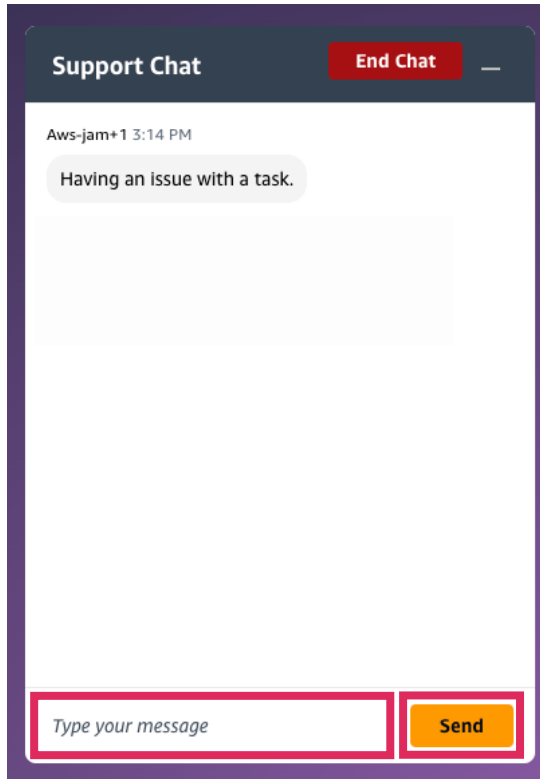 Support Chat
End Chat
Aws-jam+1 3:14 PM
Having an issue with a task.
Type your message
Send